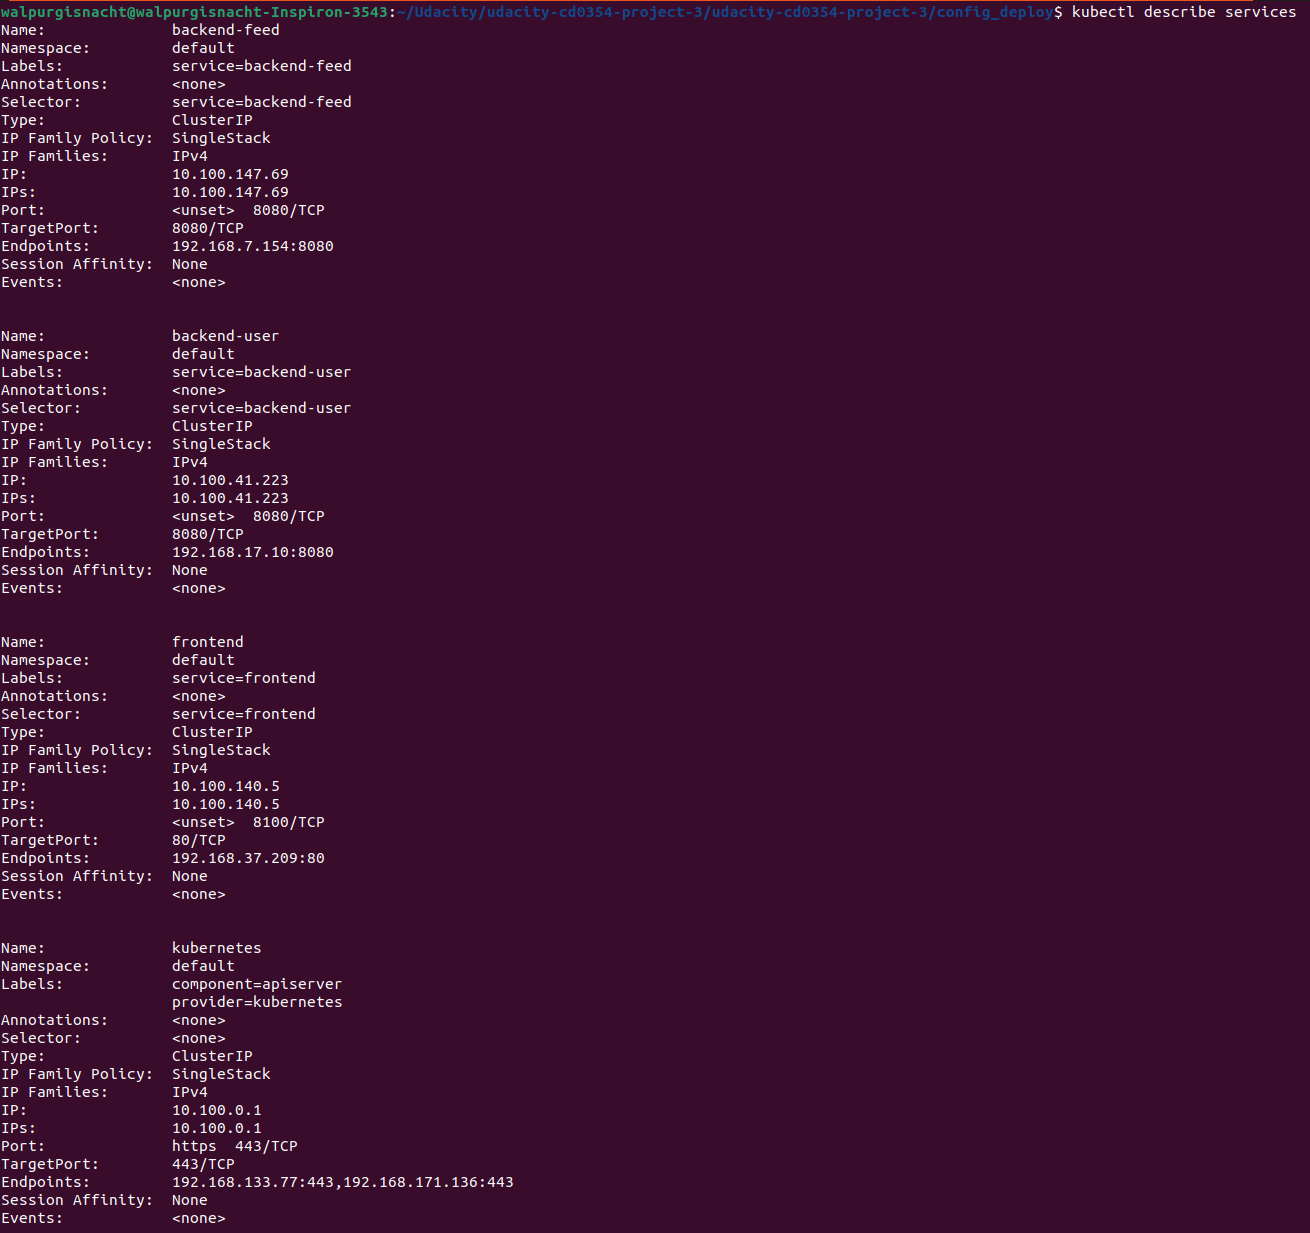 walpurgisnacht@walpurgisnacht-Inspiron-3543:~/Udacity/udacity-cd0354-project-3/udacity-cd0354-project-3/config_deploy$ kubectl describe services
Name:              backend-feed
Namespace:         default
Labels:            service=backend-feed
Annotations:       <none>
Selector:          service=backend-feed
Type:              ClusterIP
IP Family Policy:  SingleStack
IP Families:       IPv4
IP:                10.100.147.69
IPs:               10.100.147.69
Port:              <unset>  8080/TCP
TargetPort:        8080/TCP
Endpoints:         192.168.7.154:8080
Session Affinity:  None
Events:            <none>
Name:              backend-user
Namespace:         default
Labels:            service=backend-user
Annotations:       <none>
Selector:          service=backend-user
Type:              ClusterIP
IP Family Policy:  SingleStack
IP Families:       IPv4
IP:                10.100.41.223
IPs:               10.100.41.223
Port:              <unset>  8080/TCP
TargetPort:        8080/TCP
Endpoints:         192.168.17.10:8080
Session Affinity:  None
Events:            <none>
Name:              frontend
Namespace:         default
Labels:            service=frontend
Annotations:       <none>
Selector:          service=frontend
Type:              ClusterIP
IP Family Policy:  SingleStack
IP Families:       IPv4
IP:                10.100.140.5
IPs:               10.100.140.5
Port:              <unset>  8100/TCP
TargetPort:        80/TCP
Endpoints:         192.168.37.209:80
Session Affinity:  None
Events:            <none>
Name:              kubernetes
Namespace:         default
Labels:            component=apiserver
                   provider=kubernetes
Annotations:       <none>
Selector:          <none>
Type:              ClusterIP
IP Family Policy:  SingleStack
IP Families:       IPv4
IP:                10.100.0.1
IPs:               10.100.0.1
Port:              https  443/TCP
TargetPort:        443/TCP
Endpoints:         192.168.133.77:443,192.168.171.136:443
Session Affinity:  None
Events:            <none>